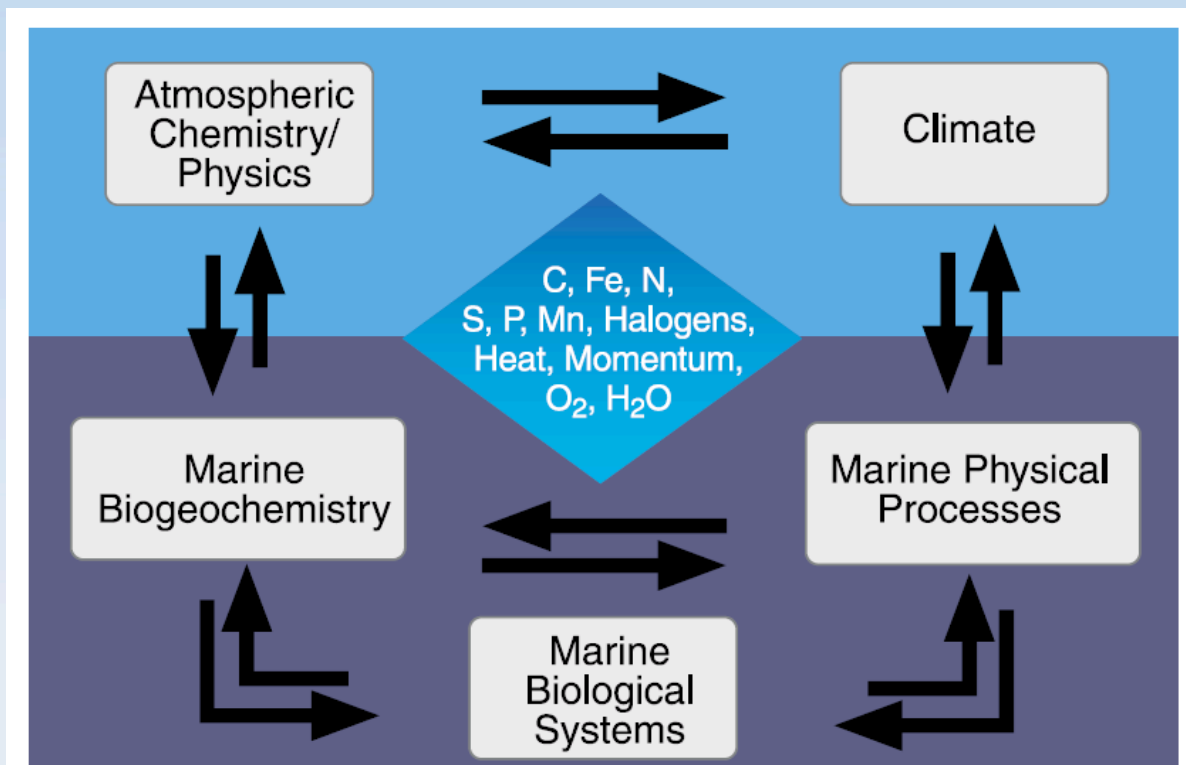 Atmospheric
Chemistry/
Physics
Climate
C, Fe, N,
S, P, Mn, Halogens,
Heat, Momentum,
O₂, H₂O
Marine
Biogeochemistry
Marine Physical
Processes
Marine
Biological
Systems